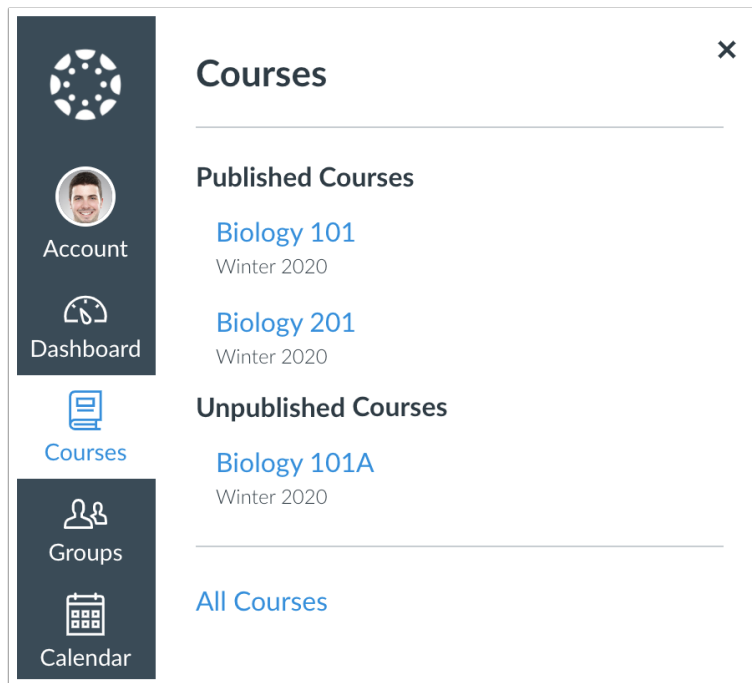 Account
Dashboard
Courses
Groups
Calendar
Courses
Published Courses
Biology 101
Winter 2020
Biology 201
Winter 2020
Unpublished Courses
Biology 101A
Winter 2020
All Courses